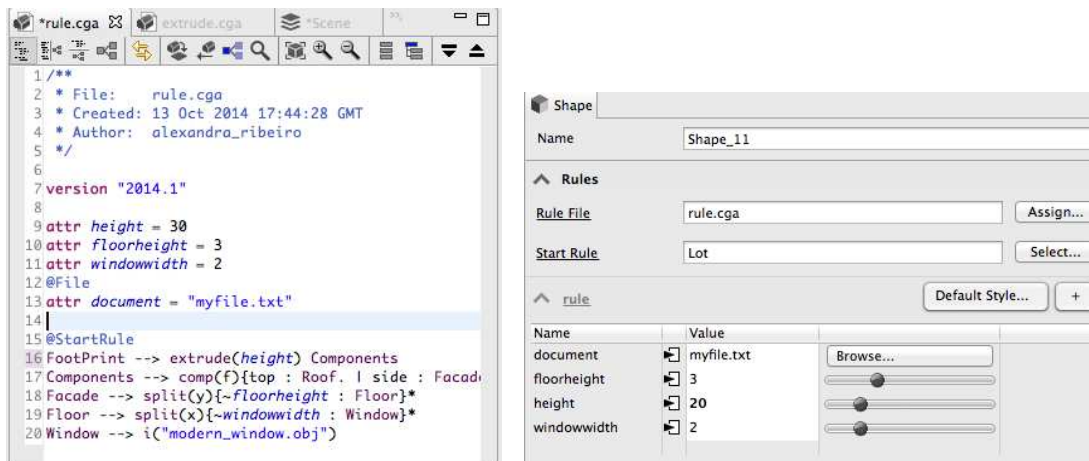 *rule.cga
extrude.cga
*Scene
1 /**
2 * File: rule.cga
3 * Created: 13 Oct 2014 17:44:28 GMT
4 * Author: alexandra_ribeiro
5 */
6
7 version "2014.1"
8
9 attr height = 30
10 attr floorheight = 3
11 attr windowwidth = 2
12 @File
13 attr document = "myfile.txt"
14
15 @StartRule
16 FootPrint --> extrude(height) Components
17 Components --> comp(f){top : Roof. | side : Facad
18 Facade --> split(y){~floorheight : Floor}*
19 Floor --> split(x){~windowwidth : Window}*
20 Window --> i("modern_window.obj")
Shape
Name Shape_11
Rules
Rule File rule.cga Assign...
Start Rule Lot Select...
rule Default Style... +
Name Value
document myfile.txt Browse...
floorheight 3
height 20
windowwidth 2